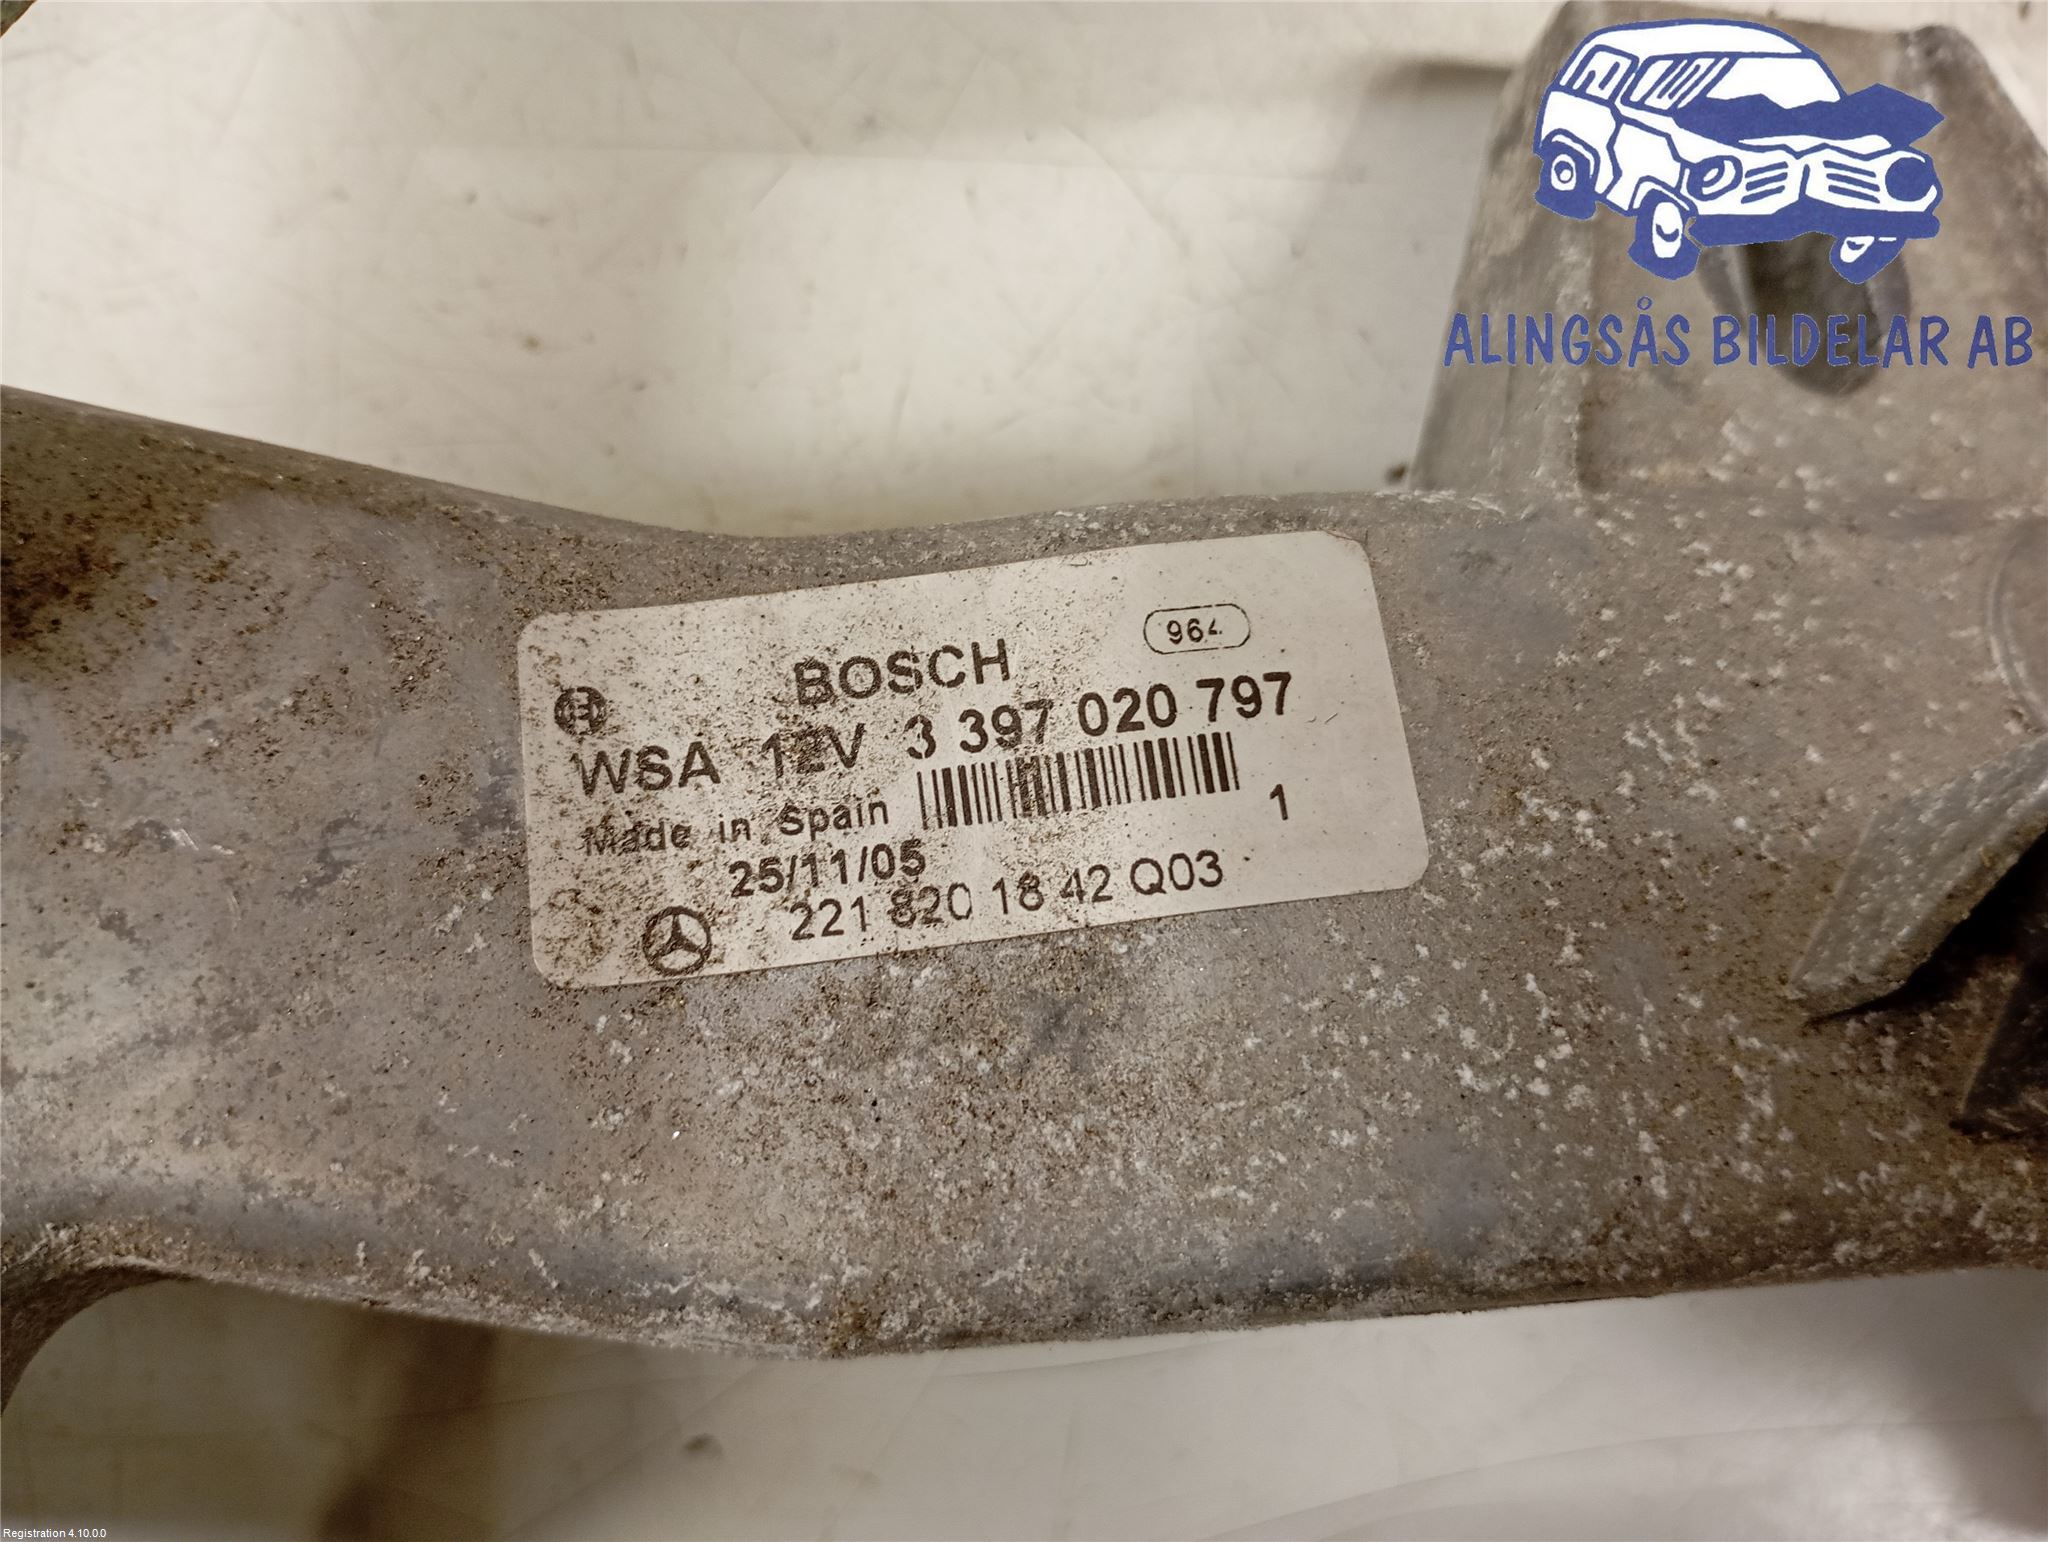 ALINGSÅS BILDELAR AB
964
BOSCH
WSA 12V 3 397 020 797
Made in Spain
1
25/11/05
221 820 18 42 Q03
Registration 4.10.0.0